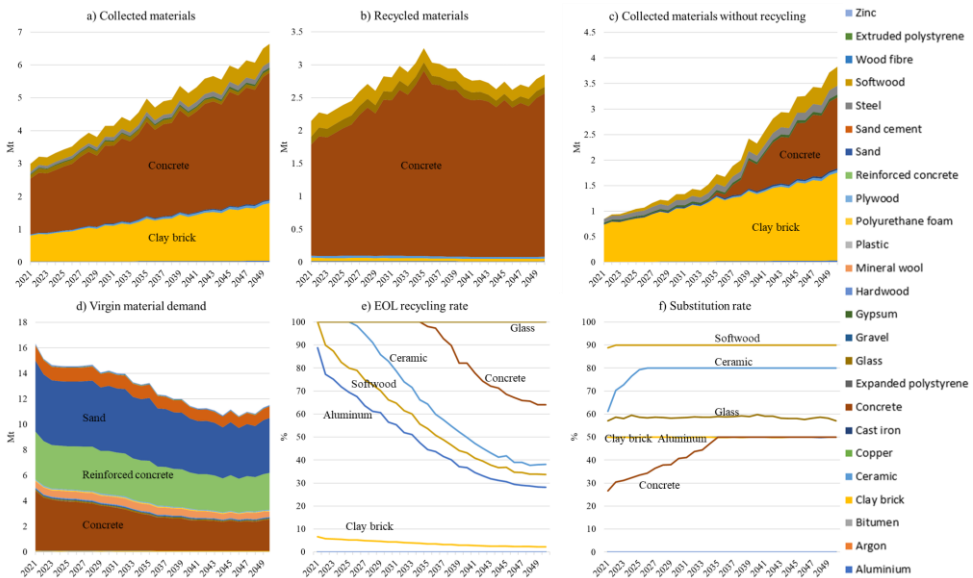 a) Collected materials
7
6
5
4
3
2
1
0
Mt
Concrete
Clay brick
2021
2023
2025
2027
2029
2031
2033
2035
2037
2039
2041
2043
2045
2047
2049
b) Recycled materials
3.5
3
2.5
2
1.5
1
0.5
0
Mt
Concrete
2021
2023
2025
2027
2029
2031
2033
2035
2037
2039
2041
2043
2045
2047
2049
c) Collected materials without recycling
4.5
4
3.5
3
2.5
2
1.5
1
0.5
0
Mt
Concrete
Clay brick
2021
2023
2025
2027
2029
2031
2033
2035
2037
2039
2041
2043
2045
2047
2049
d) Virgin material demand
18
16
14
12
10
8
6
4
2
0
Mt
Sand
Reinforced concrete
Concrete
2021
2023
2025
2027
2029
2031
2033
2035
2037
2039
2041
2043
2045
2047
2049
e) EOL recycling rate
100
90
80
70
60
50
40
30
20
10
0
%
Glass
Ceramic
Softwood
Concrete
Aluminum
Clay brick
2021
2023
2025
2027
2029
2031
2033
2035
2037
2039
2041
2043
2045
2047
2049
f) Substitution rate
100
90
80
70
60
50
40
30
20
10
0
%
Softwood
Ceramic
Glass
Clay brick Aluminum
Concrete
2021
2023
2025
2027
2029
2031
2033
2035
2037
2039
2041
2043
2045
2047
2049
Zinc
Extruded polystyrene
Wood fibre
Softwood
Steel
Sand cement
Sand
Reinforced concrete
Plywood
Polyurethane foam
Plastic
Mineral wool
Hardwood
Gypsum
Gravel
Glass
Expanded polystyrene
Concrete
Cast iron
Copper
Ceramic
Clay brick
Bitumen
Argon
Aluminium